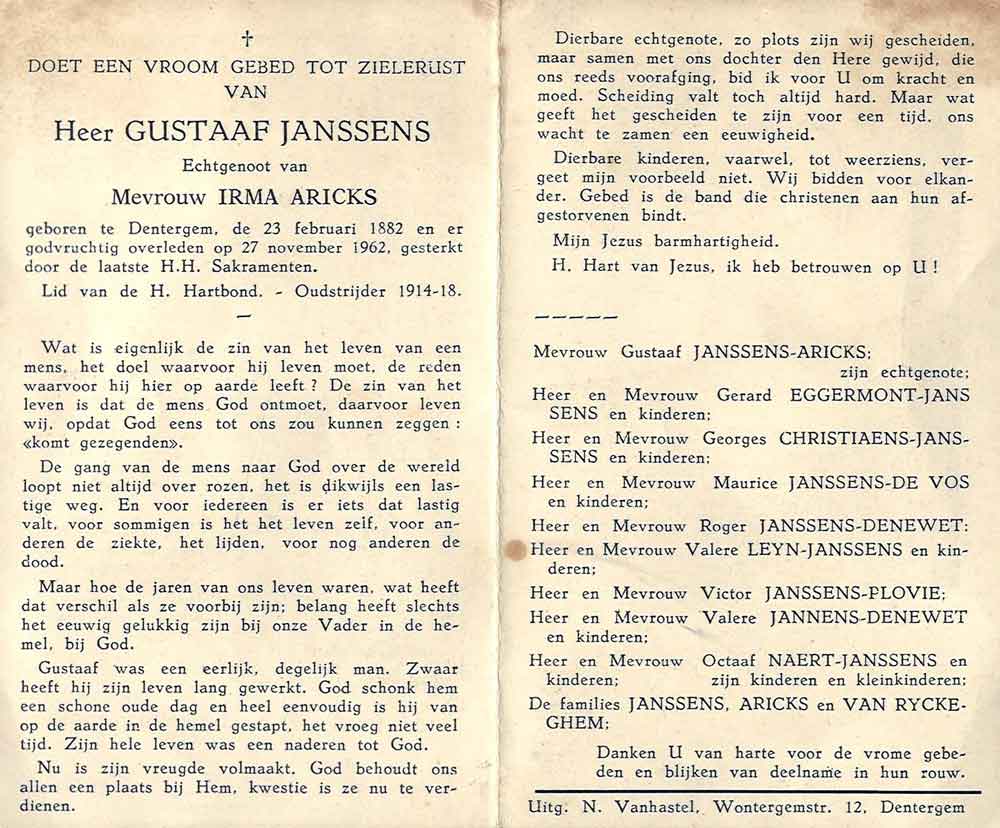 †
DOET EEN VROOM GEBED TOT ZIELERUST
VAN
Heer GUSTAAF JANSSENS
Echtgenoot van
Mevrouw IRMA ARICKS
geboren te Dentergem, de 23 februari 1882 en er
godvruchtig overleden op 27 november 1962, gesterkt
door de laatste H.H. Sakramenten.
Lid van de H. Hartbond. - Oudstrijder 1914-18.
—
Wat is eigenlijk de zin van het leven van een
mens, het doel waarvoor hij leven moet, de reden
waarvoor hij hier op aarde leeft ? De zin van het
leven is dat de mens God ontmoet, daarvoor leven
wij, opdat God eens tot ons zou kunnen zeggen :
«komt gezegenden».
De gang van de mens naar God over de wereld
loopt niet altijd over rozen, het is dikwijls een las-
tige weg. En voor iedereen is er iets dat lastig
valt, voor sommigen is het het leven zelf, voor an-
deren de ziekte, het lijden, voor nog anderen de
dood.
Maar hoe de jaren van ons leven waren, wat heeft
dat verschil als ze voorbij zijn; belang heeft slechts
het eeuwig gelukkig zijn bij onze Vader in de he-
mel, bij God.
Gustaaf was een eerlijk, degelijk man. Zwaar
heeft hij zijn leven lang gewerkt. God schonk hem
een schone oude dag en heel eenvoudig is hij van
op de aarde in de hemel gestapt, het vroeg niet veel
tijd. Zijn hele leven was een naderen tot God.
Nu is zijn vreugde volmaakt. God behoudt ons
allen een plaats bij Hem, kwestie is ze nu te ver-
dienen.
Dierbare echtgenote, zo plots zijn wij gescheiden,
maar samen met ons dochter den Here gewijd, die
ons reeds voorafging, bid ik voor U om kracht en
moed. Scheiding valt toch altijd hard. Maar wat
geeft het gescheiden te zijn voor een tijd, ons
wacht te zamen een eeuwigheid.
Dierbare kinderen, vaarwel, tot weerziens, ver-
geet mijn voorbeeld niet. Wij bidden voor elkan-
der. Gebed is de band die christenen aan hun af-
gestorvenen bindt.
Mijn Jezus barmhartigheid.
H. Hart van Jezus, ik heb betrouwen op U !
—————
Mevrouw Gustaaf JANSSENS-ARICKS;
zijn echtgenote;
Heer en Mevrouw Gerard EGGERMONT-JANS
SENS en kinderen;
Heer en Mevrouw Georges CHRISTIAENS-JANS-
SENS en kinderen;
Heer en Mevrouw Maurice JANSSENS-DE VOS
en kinderen;
Heer en Mevrouw Roger JANSSENS-DENEWET:
Heer en Mevrouw Valere LEYN-JANSSENS en kin-
deren;
Heer en Mevrouw Victor JANSSENS-PLOVIE;
Heer en Mevrouw Valere JANNENS-DENEWET
en kinderen;
Heer en Mevrouw Octaaf NAERT-JANSSENS en
kinderen; zijn kinderen en kleinkinderen;
De families JANSSENS, ARICKS en VAN RYCKE-
GHEM;
Danken U van harte voor de vrome gebe-
den en blijken van deelname in hun rouw.
Uitg. N. Vanhastel, Wontergemstr. 12, Dentergem